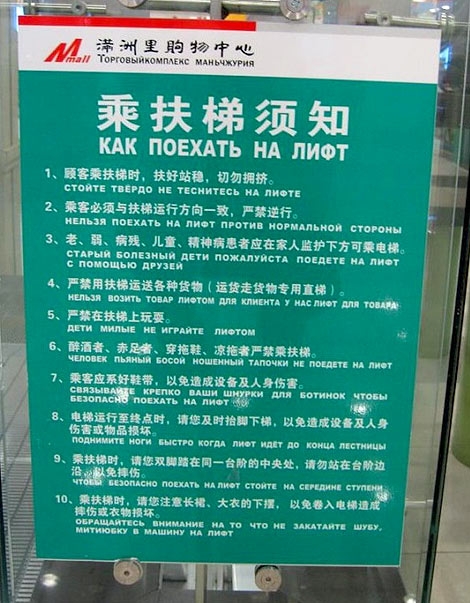 Mmall
满洲里购物中心
ТОРГОВЫЙКОМПЛЕКС МАНЬЧЖУРИЯ
乘扶梯须知
КАК ПОЕХАТЬ НА ЛИФТ
1、顾客乘扶梯时，扶好站稳，切勿拥挤。
СТОЙТЕ ТВЁРДО НЕ ТЕСНИТЕСЬ НА ЛИФТЕ
2、乘客必须与扶梯运行方向一致，严禁逆行。
НЕЛЬЗЯ ПОЕХАТЬ НА ЛИФТ ПРОТИВ НОРМАЛЬНОЙ СТОРОНЫ
3、老、弱、病残、儿童、精神病患者应在家人监护下方可乘电梯。
СТАРЫЙ БОЛЕЗНЫЙ ДЕТИ ПОЖАЛУЙСТА ПОЕДЕТЕ НА ЛИФТ
С ПОМОЩЬЮ ДРУЗЕЙ
4、严禁用扶梯运送各种货物（运货走货物专用直梯）。
НЕЛЬЗЯ ВОЗИТЬ ТОВАР ЛИФТОМ ДЛЯ КЛИЕНТА У НАС ЛИФТ ДЛЯ ТОВАРА
5、严禁在扶梯上玩耍。
ДЕТИ МИЛЫЕ НЕ ИГРАЙТЕ ЛИФТОМ
6、醉酒者、赤足者、穿拖鞋、凉拖者严禁乘扶梯。
ЧЕЛОВЕК ПЬЯНЫЙ БОСОЙ НОШЕННЫЙ ТАПОЧКИ НЕ ПОЕДЕТЕ НА ЛИФТ
7、乘客应系好鞋带，以免造成设备及人身伤害。
СВЯЗЫВАЙТЕ КРЕПКО ВАШИ ШНУРКИ ДЛЯ БОТИНОК ЧТОБЫ
БЕЗОПАСНО ПОЕХАТЬ НА ЛИФТ
8、电梯运行至终点时，请您及时抬脚下梯，以免造成设备及人身
伤害或物品损坏。
ПОДНИМИТЕ НОГИ БЫСТРО КОГДА ЛИФТ ИДЁТ ДО КОНЦА ЛЕСТНИЦЫ
9、乘扶梯时，请您双脚踏在同一台阶的中央处，请勿站在台阶边
沿，以免摔伤。
ЧТОБЫ БЕЗОПАСНО ПОЕХАТЬ НА ЛИФТ СТОЙТЕ НА СЕРЕДИНЕ СТУПЕНИ
10、乘扶梯时，请您注意长裙、大衣的下摆，以免卷入电梯造成
摔伤或衣物损坏。
ОБРАЩАЙТЕСЬ ВНИМАНИЕ НА ТО ЧТО НЕ ЗАКАТАЙТЕ ШУБУ,
МИТИЮБКУ В МАШИНУ НА ЛИФТ